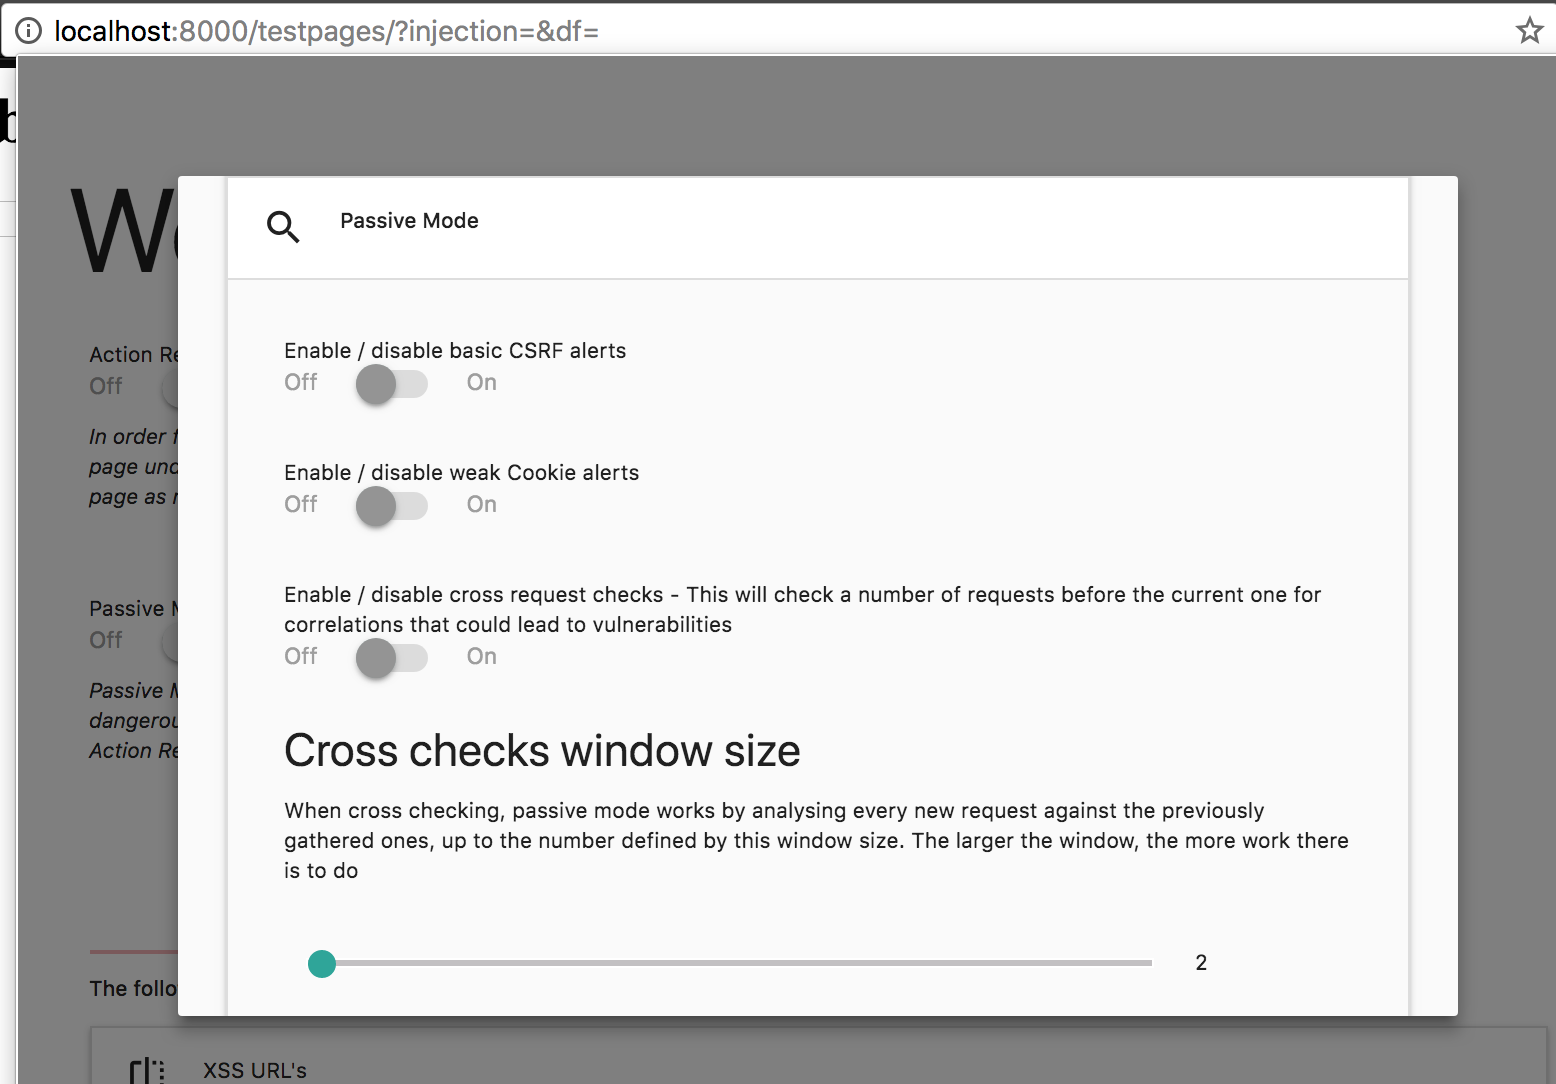 localhost:8000/testpages/?injection=&df=
Passive Mode
Enable / disable basic CSRF alerts
Off On
Enable / disable weak Cookie alerts
Off On
Enable / disable cross request checks - This will check a number of requests before the current one for
correlations that could lead to vulnerabilities
Off On
Cross checks window size
When cross checking, passive mode works by analysing every new request against the previously
gathered ones, up to the number defined by this window size. The larger the window, the more work there
is to do
2
Action
Off
In order
page
page as
Passive
Off
Passive
Action
The
XSS URL's